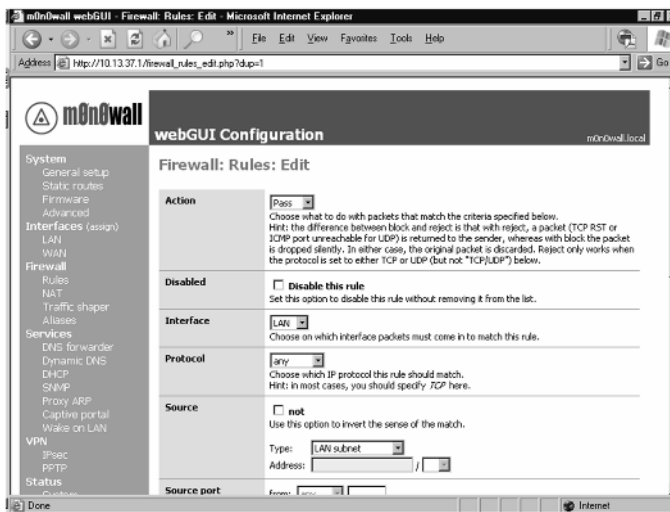 m0n0wall webGUI - Firewall: Rules: Edit - Microsoft Internet Explorer
File Edit View Favorites Tools Help
Address http://10.13.37.1/firewall_rules_edit.php?dup=1 Go
m0n0wall
webGUI Configuration
m0n0wall.local
System
General setup
Static routes
Firmware
Advanced
Interfaces (assign)
LAN
WAN
Firewall
Rules
NAT
Traffic shaper
Aliases
Services
DNS forwarder
Dynamic DNS
DHCP
SNMP
Proxy ARP
Captive portal
Wake on LAN
VPN
IPsec
PPTP
Status
System
Firewall: Rules: Edit
Action
Pass
Choose what to do with packets that match the criteria specified below.
Hint: the difference between block and reject is that with reject, a packet (TCP RST or
ICMP port unreachable for UDP) is returned to the sender, whereas with block the packet
is dropped silently. In either case, the original packet is discarded. Reject only works when
the protocol is set to either TCP or UDP (but not "TCP/UDP") below.
Disabled
Disable this rule
Set this option to disable this rule without removing it from the list.
Interface
LAN
Choose on which interface packets must come in to match this rule.
Protocol
any
Choose which IP protocol this rule should match.
Hint: in most cases, you should specify TCP here.
Source
not
Use this option to invert the sense of the match.
Type: LAN subnet
Address: /
Source port
from: any
Done
Internet